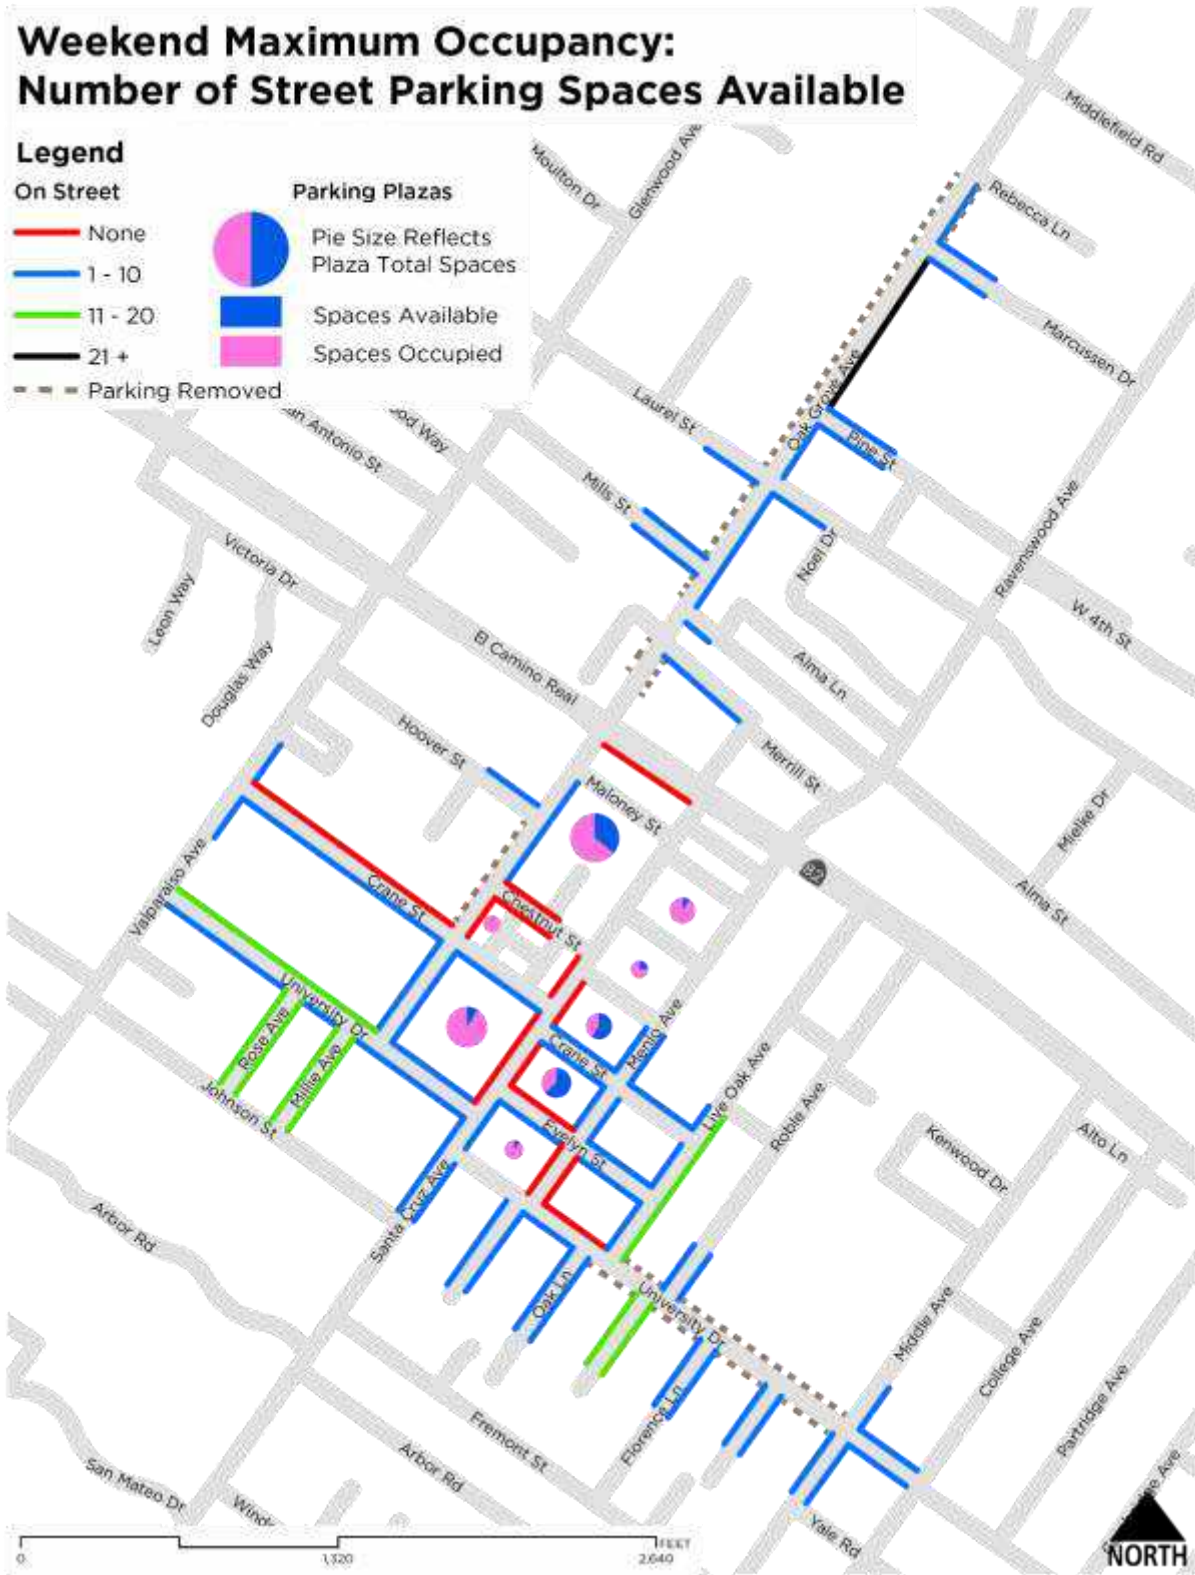 Weekend Maximum Occupancy:
Number of Street Parking Spaces Available
Legend
On Street
Parking Plazas
None
1 - 10
11 - 20
21 +
Parking Removed
Pie Size Reflects
Plaza Total Spaces
Spaces Available
Spaces Occupied
Middlefield Rd
Moulton Dr
Glenwood Ave
Rebecca Ln
Marcussen Dr
Laurel St
Oak Grove Ave
Pine St
an Antonio St
od Way
Mills St
Noel Dr
Ravenswood Ave
Victoria Dr
Leon Way
Douglas Way
W 4th St
El Camino Real
Alma Ln
Hoover St
Merrill St
Maloney St
Mielke Dr
82
Valparaiso Ave
Crane St
Chestnut St
Alma St
University Dr
Rose Ave
Millie Ave
Johnson St
Menlo Ave
Crane St
Live Oak Ave
Roble Ave
Evelyn St
Kenwood Dr
Alto Ln
Santa Cruz Ave
Arbor Rd
Oak Ln
University Dr
Middle Ave
College Ave
Partridge Ave
Florence Ln
Fremont St
Arbor Rd
San Mateo Dr
Wind
Yale Rd
e Ave
NORTH
FEET
0
1,320
2,640